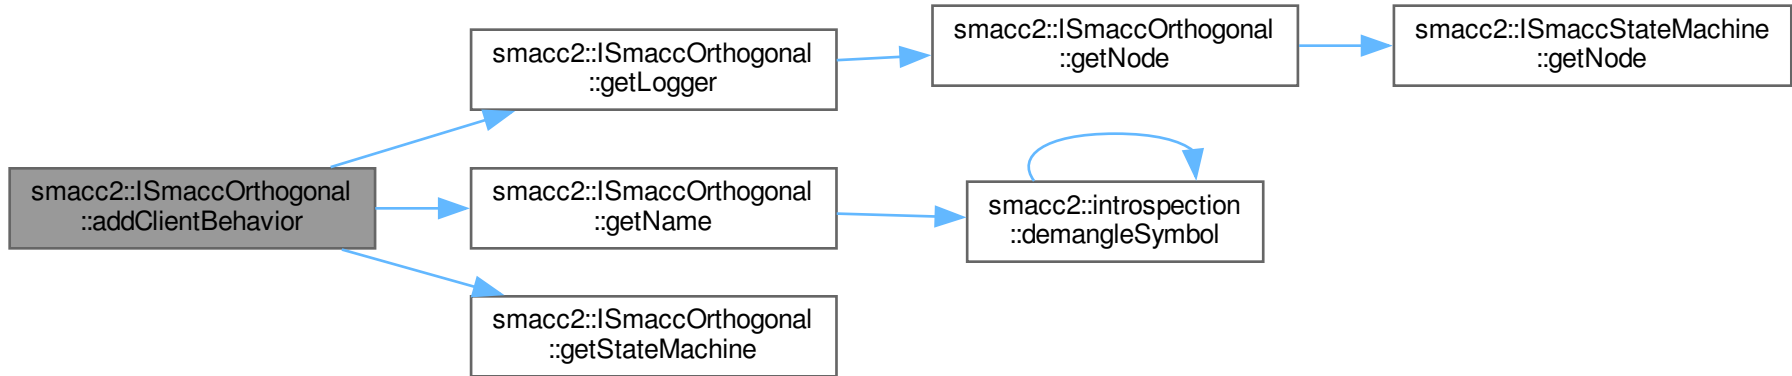 smacc2::ISmaccOrthogonal
::addClientBehavior
smacc2::ISmaccOrthogonal
::getLogger
smacc2::ISmaccOrthogonal
::getNode
smacc2::ISmaccStateMachine
::getNode
smacc2::ISmaccOrthogonal
::getName
smacc2::introspection
::demangleSymbol
smacc2::ISmaccOrthogonal
::getStateMachine